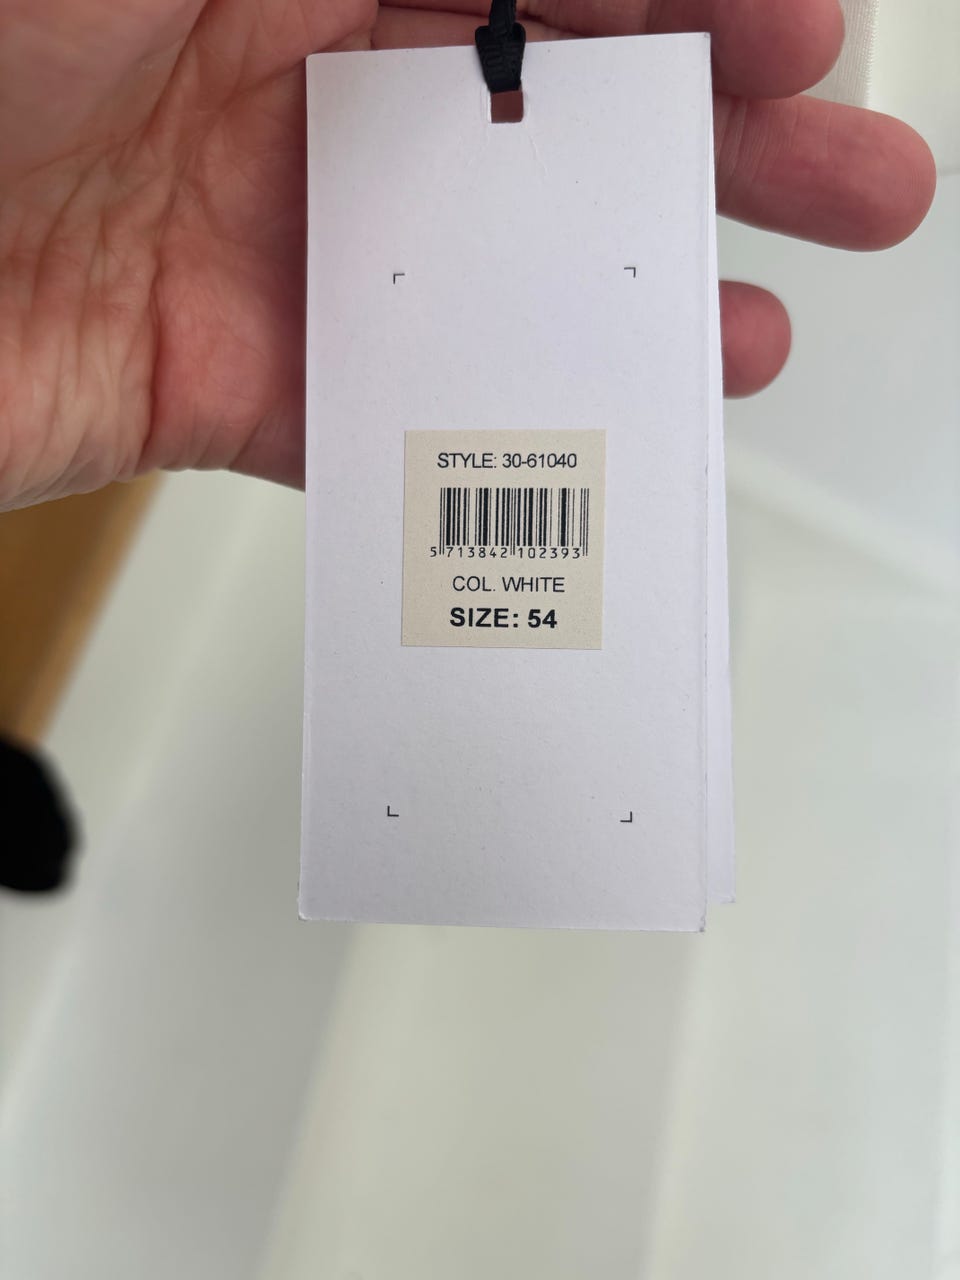 STYLE: 30-61040
5 713842 102393
COL. WHITE
SIZE: 54